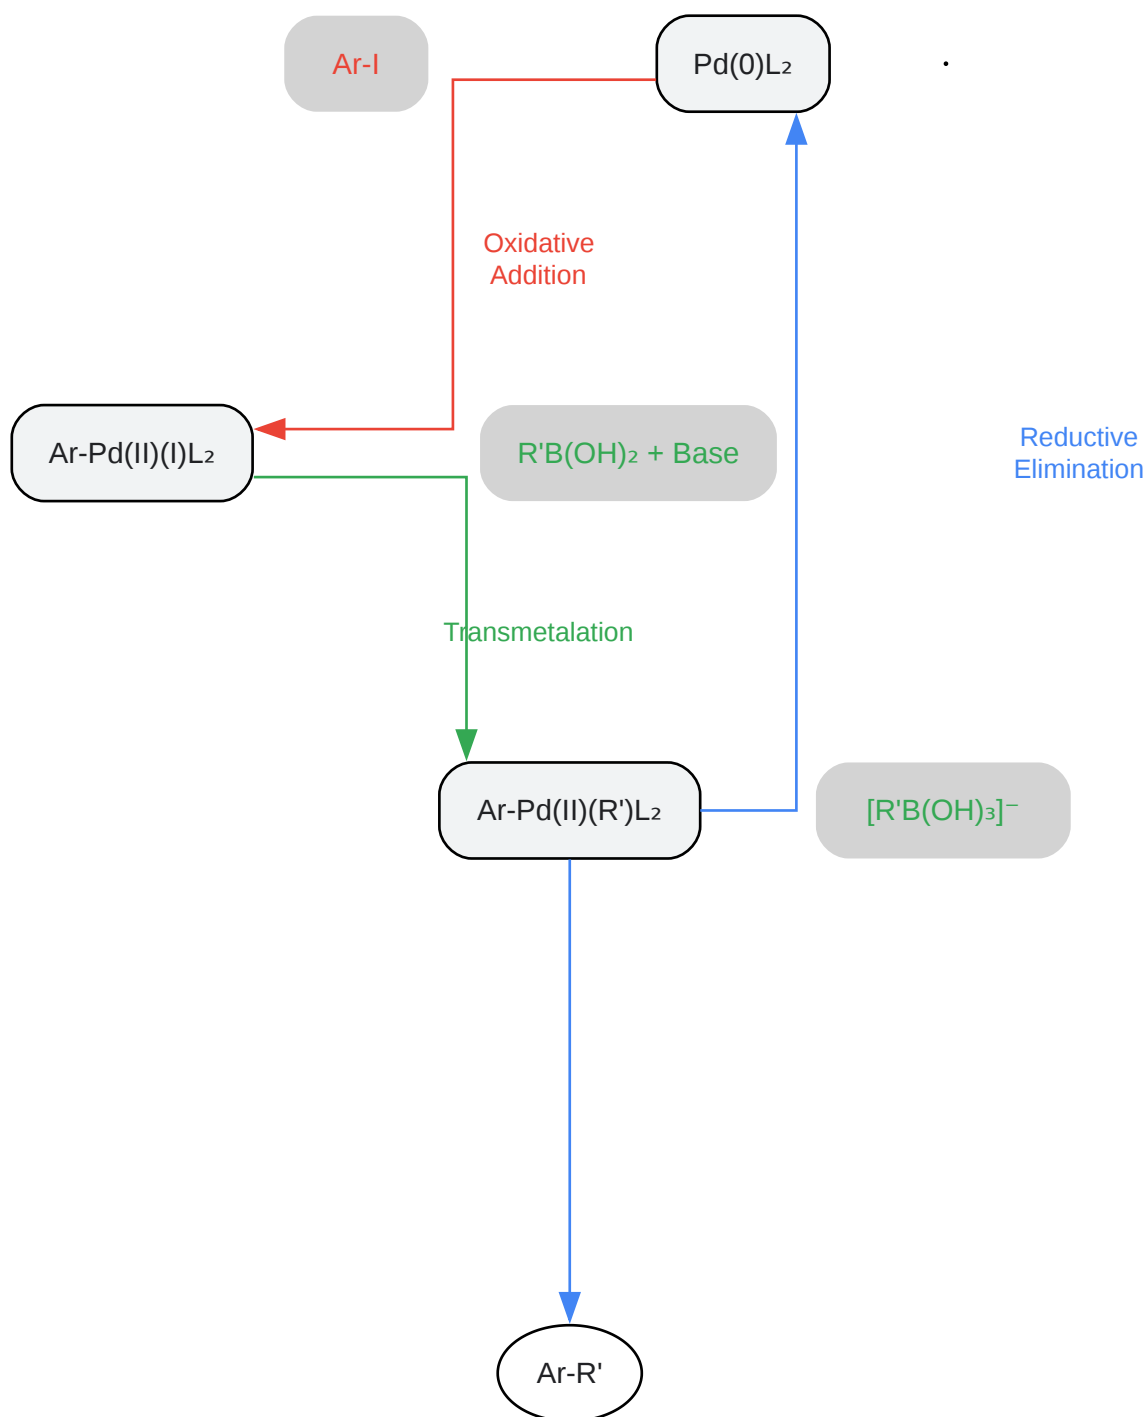 Ar-I
Pd(0)L₂
.
Oxidative
Addition
Ar-Pd(II)(I)L₂
R'B(OH)₂ + Base
Reductive
Elimination
Transmetalation
Ar-Pd(II)(R')L₂
[R'B(OH)₃]⁻
Ar-R'